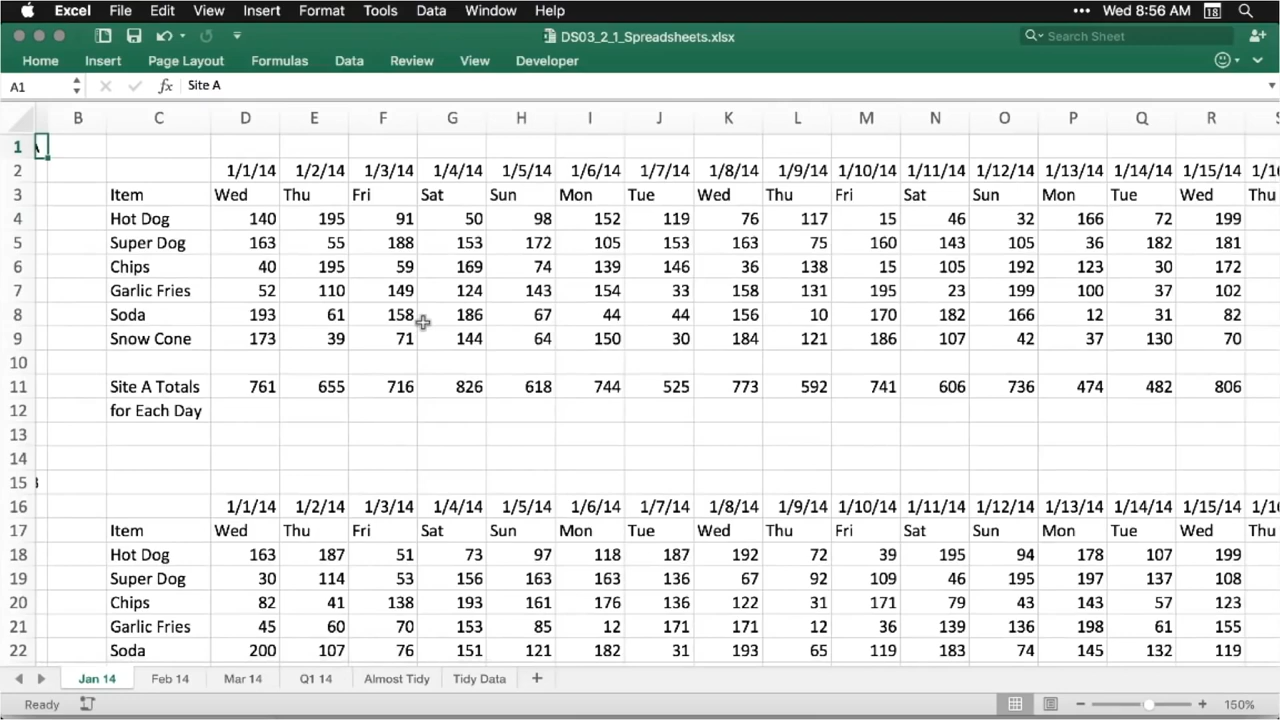 Excel File Edit View Insert Format Tools Data Window Help ••• Wed 8:56 AM 18
DS03_2_1_Spreadsheets.xlsx Search Sheet
Home Insert Page Layout Formulas Data Review View Developer
A1 fx Site A
B C D E F G H I J K L M N O P Q R S
1
2 1/1/14 1/2/14 1/3/14 1/4/14 1/5/14 1/6/14 1/7/14 1/8/14 1/9/14 1/10/14 1/11/14 1/12/14 1/13/14 1/14/14 1/15/14
3 Item Wed Thu Fri Sat Sun Mon Tue Wed Thu Fri Sat Sun Mon Tue Wed Thu
4 Hot Dog 140 195 91 50 98 152 119 76 117 15 46 32 166 72 199
5 Super Dog 163 55 188 153 172 105 153 163 75 160 143 105 36 182 181
6 Chips 40 195 59 169 74 139 146 36 138 15 105 192 123 30 172
7 Garlic Fries 52 110 149 124 143 154 33 158 131 195 23 199 100 37 102
8 Soda 193 61 158 186 67 44 44 156 10 170 182 166 12 31 82
9 Snow Cone 173 39 71 144 64 150 30 184 121 186 107 42 37 130 70
10
11 Site A Totals 761 655 716 826 618 744 525 773 592 741 606 736 474 482 806
12 for Each Day
13
14
15
16 1/1/14 1/2/14 1/3/14 1/4/14 1/5/14 1/6/14 1/7/14 1/8/14 1/9/14 1/10/14 1/11/14 1/12/14 1/13/14 1/14/14 1/15/14
17 Item Wed Thu Fri Sat Sun Mon Tue Wed Thu Fri Sat Sun Mon Tue Wed Thu
18 Hot Dog 163 187 51 73 97 118 187 192 72 39 195 94 178 107 199
19 Super Dog 30 114 53 156 163 163 136 67 92 109 46 195 197 137 108
20 Chips 82 41 138 193 161 176 136 122 31 171 79 43 143 57 123
21 Garlic Fries 45 60 70 153 85 12 171 171 12 36 139 136 198 61 155
22 Soda 200 107 76 151 121 182 31 193 65 119 183 74 145 132 119
Jan 14 Feb 14 Mar 14 Q1 14 Almost Tidy Tidy Data +
Ready 150%